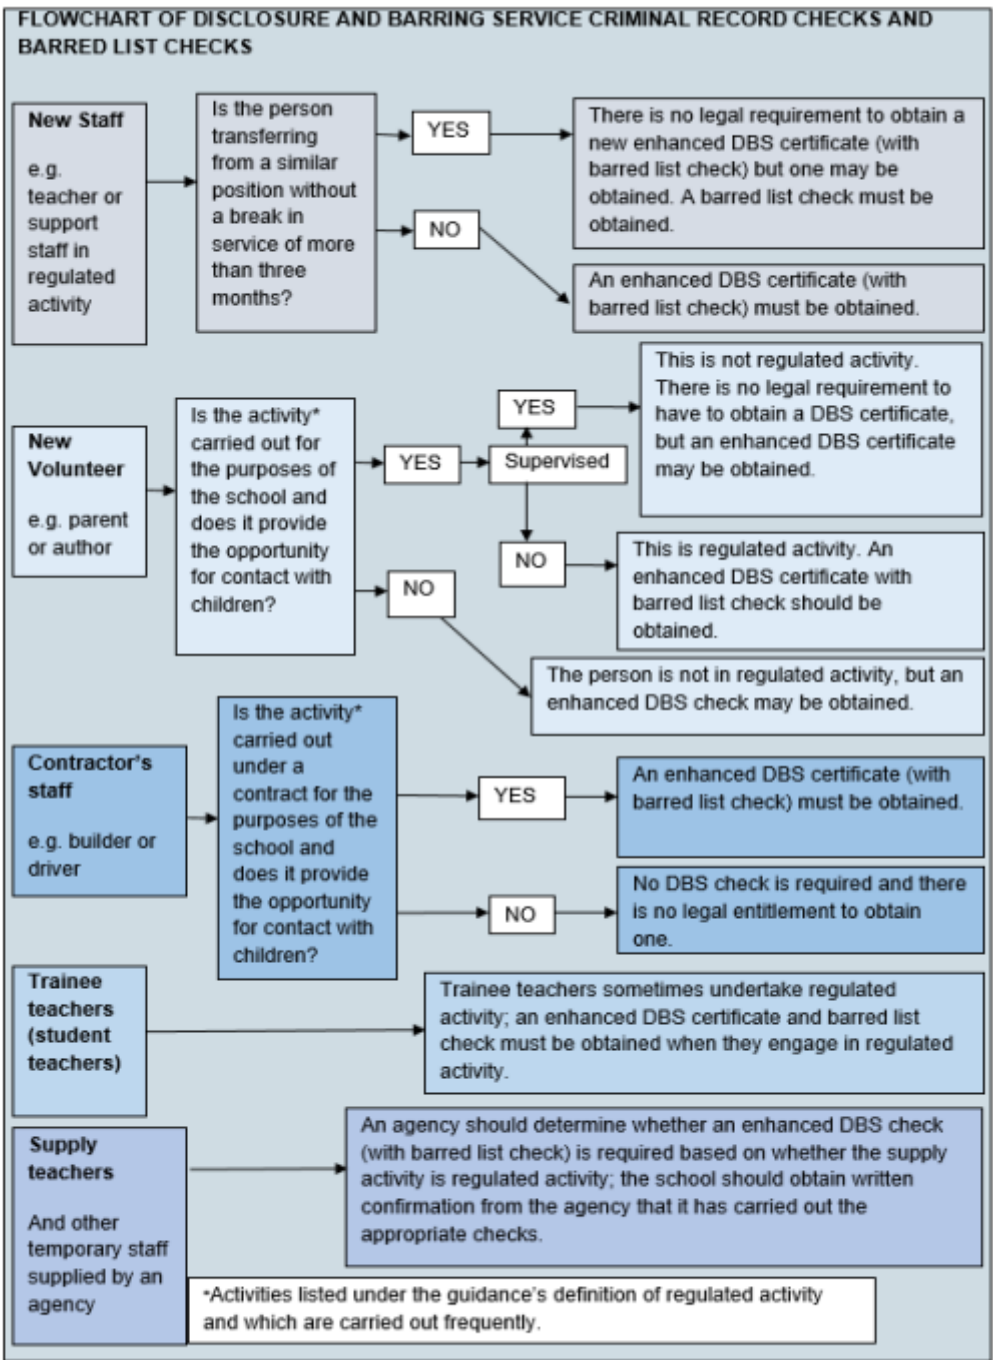 FLOWCHART OF DISCLOSURE AND BARRING SERVICE CRIMINAL RECORD CHECKS AND
BARRED LIST CHECKS
New Staff
e.g.
teacher or
support
staff in
regulated
activity
Is the person
transferring
from a similar
position without
a break in
service of more
than three
months?
YES
There is no legal requirement to obtain a
new enhanced DBS certificate (with
barred list check) but one may be
obtained. A barred list check must be
obtained.
NO
An enhanced DBS certificate (with
barred list check) must be obtained.
New
Volunteer
e.g. parent
or author
Is the activity*
carried out for
the purposes of
the school and
does it provide
the opportunity
for contact with
children?
YES
Supervised
YES
This is not regulated activity.
There is no legal requirement to
have to obtain a DBS certificate,
but an enhanced DBS certificate
may be obtained.
NO
This is regulated activity. An
enhanced DBS certificate with
barred list check should be
obtained.
NO
The person is not in regulated activity, but an
enhanced DBS check may be obtained.
Contractor's
staff
e.g. builder or
driver
Is the activity*
carried out
under a
contract for the
purposes of the
school and
does it provide
the opportunity
for contact with
children?
YES
An enhanced DBS certificate (with
barred list check) must be obtained.
NO
No DBS check is required and there
is no legal entitlement to obtain
one.
Trainee
teachers
(student
teachers)
Trainee teachers sometimes undertake regulated
activity; an enhanced DBS certificate and barred list
check must be obtained when they engage in regulated
activity.
Supply
teachers
And other
temporary staff
supplied by an
agency
An agency should determine whether an enhanced DBS check
(with barred list check) is required based on whether the supply
activity is regulated activity; the school should obtain written
confirmation from the agency that it has carried out the
appropriate checks.
*Activities listed under the guidance's definition of regulated activity
and which are carried out frequently.